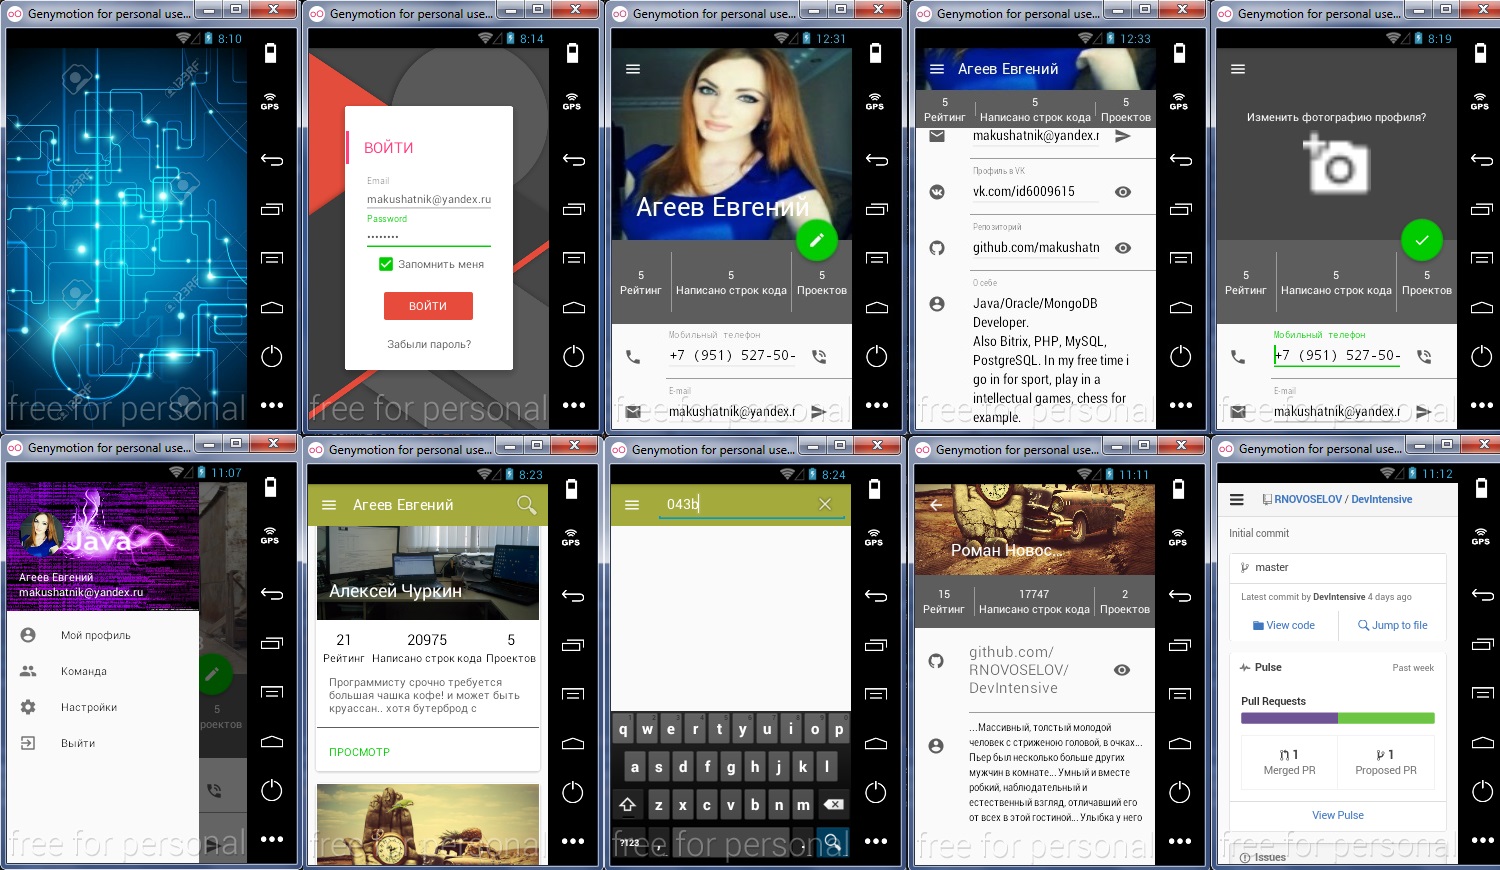 Genymotion for personal use...
8:10
GPS
123RF
123RF
123RF
123RF
123RF
free for personal
Genymotion for personal use...
8:14
GPS
ВОЙТИ
Email
makushatnik@yandex.ru
Password
••••••••
Запомнить меня
ВОЙТИ
Забыли пароль?
free for personal
Genymotion for personal use...
12:31
GPS
Агеев Евгений
5 5 5
Рейтинг Написано строк кода Проектов
Мобильный телефон
+7 (951) 527-50-
E-mail
makushatnik@yandex.r
free for personal
Genymotion for personal use...
12:33
GPS
Агеев Евгений
5 5 5
Рейтинг Написано строк кода Проектов
makushatnik@yandex.r
Профиль в VK
vk.com/id6009615
Репозиторий
github.com/makushatn
О себе
Java/Oracle/MongoDB
Developer.
Also Bitrix, PHP, MySQL,
PostgreSQL. In my free time i
go in for sport, play in a
intellectual games, chess for
example.
free for personal
Genymotion for personal use...
8:19
Изменить фотографию профиля?
GPS
5 5 5
Рейтинг Написано строк кода Проектов
Мобильный телефон
+7 (951) 527-50-
E-mail
makushatnik@yandex.r
free for personal
Genymotion for personal use...
11:07
GPS
Java
Агеев Евгений
makushatnik@yandex.ru
Мой профиль
Команда
Настройки
Выйти
5
роектов
free for personal
Genymotion for personal use...
8:23
GPS
Агеев Евгений
Алексей Чуркин
21 20975 5
Рейтинг Написано строк кода Проектов
Программисту срочно требуется
большая чашка кофе! и может быть
круассан.. хотя бутерброд с
ПРОСМОТР
free for personal
Genymotion for personal use...
8:24
GPS
043b
q w e r t y u i o p
a s d f g h j k l
z x c v b n m
?123 , .
free for personal
Genymotion for personal use...
11:11
GPS
Роман Новос...
15 17747 2
Рейтинг Написано строк кода Проектов
github.com/
RNOVOSELOV/
DevIntensive
...Массивный, толстый молодой
человек с стриженою головой, в очках...
Пьер был несколько больше других
мужчин в комнате... Умный и вместе
робкий, наблюдательный и
естественный взгляд, отличавший его
от всех в этой гостиной... Улыбка у него
free for personal
Genymotion for personal use...
11:12
GPS
RNOVOSELOV / DevIntensive
Initial commit
master
Latest commit by DevIntensive 4 days ago
View code Jump to file
Pulse Past week
Pull Requests
1 1
Merged PR Proposed PR
View Pulse
Issues
free for personal